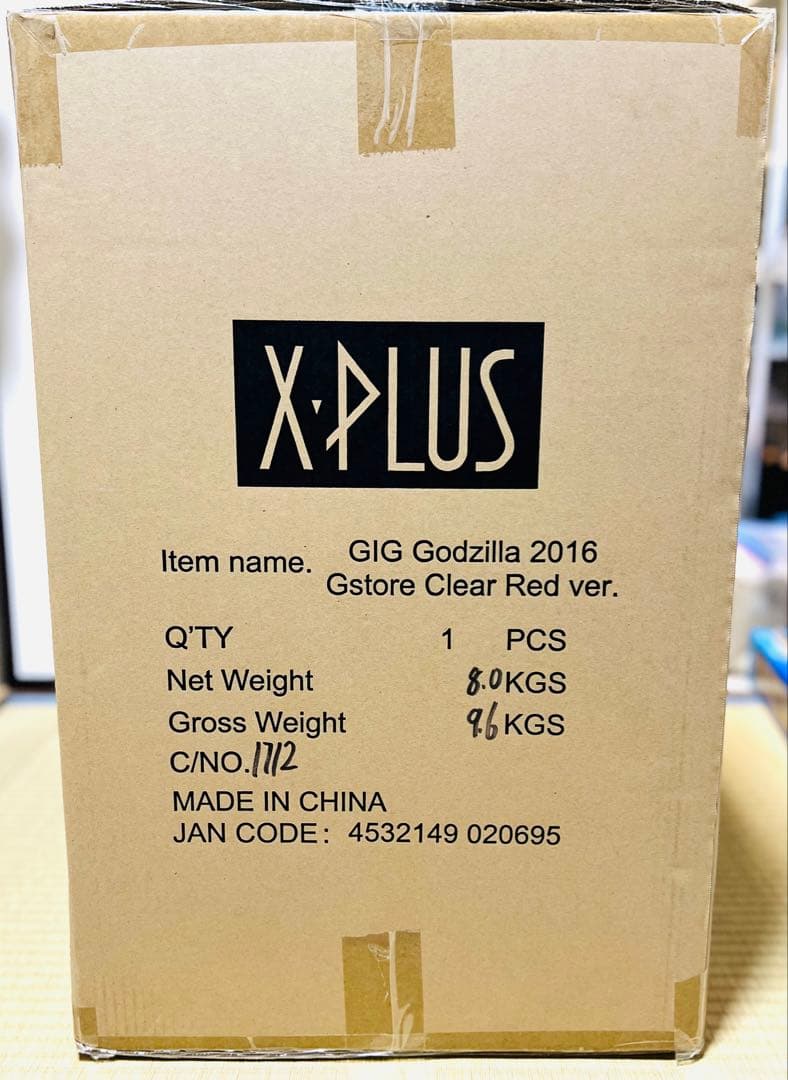 X·PLUS
Item name. GIG Godzilla 2016
Gstore Clear Red ver.
Q'TY 1 PCS
Net Weight 8.0KGS
Gross Weight 9.6KGS
C/NO.1712
MADE IN CHINA
JAN CODE: 4532149 020695